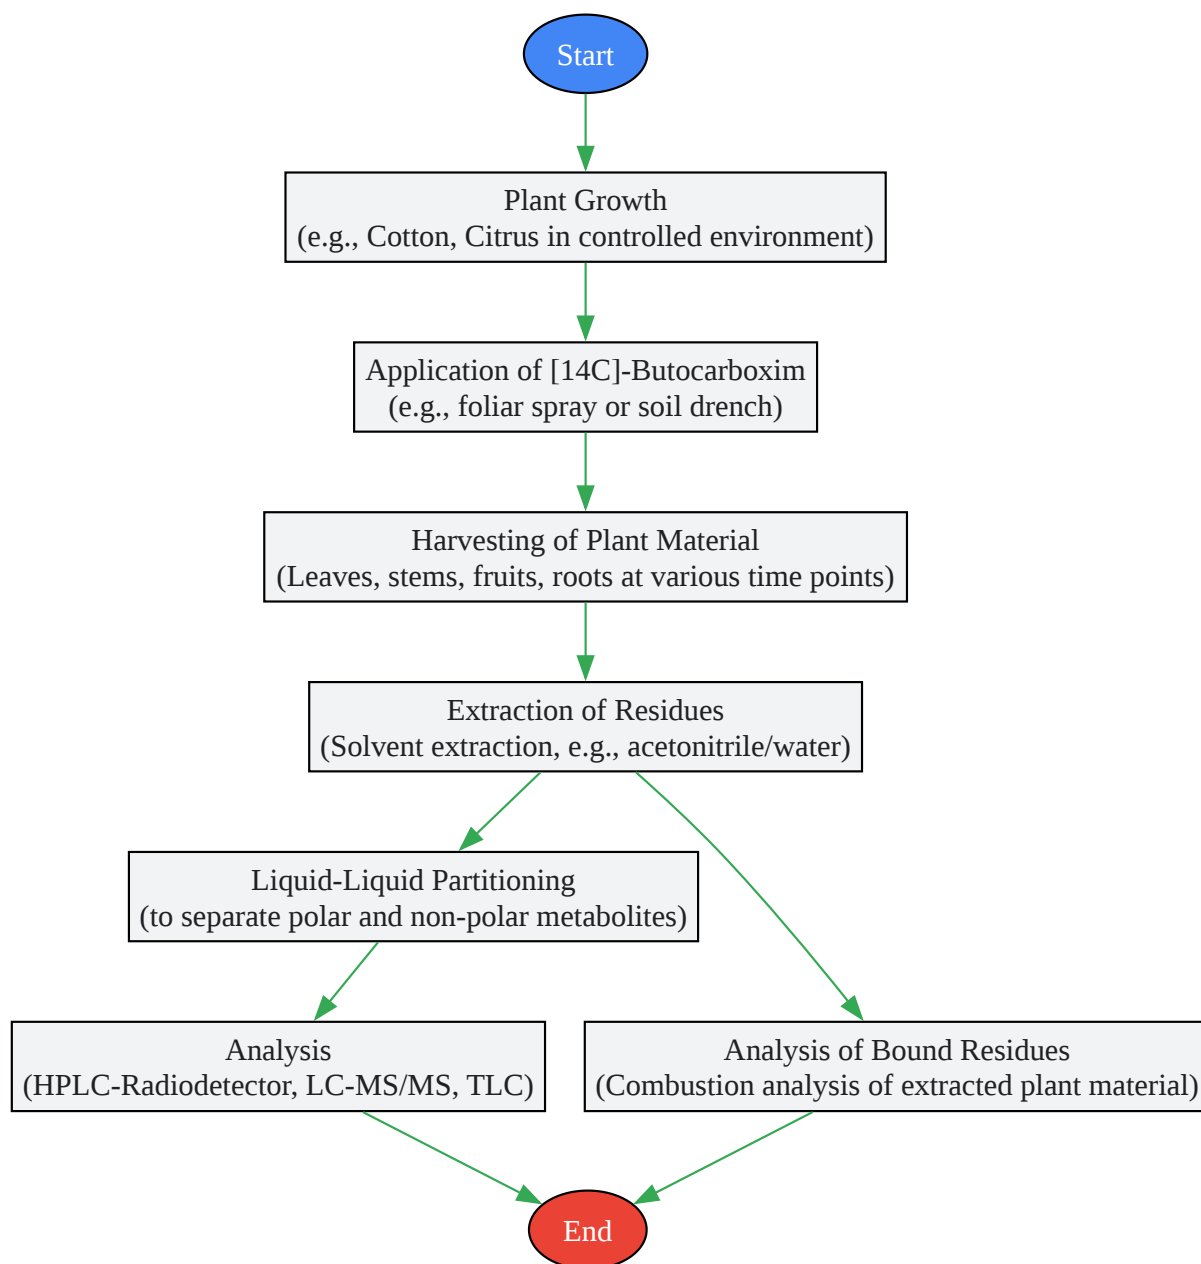 Start
Plant Growth
(e.g., Cotton, Citrus in controlled environment)
Application of [14C]-Butocarboxim
(e.g., foliar spray or soil drench)
Harvesting of Plant Material
(Leaves, stems, fruits, roots at various time points)
Extraction of Residues
(Solvent extraction, e.g., acetonitrile/water)
Liquid-Liquid Partitioning
(to separate polar and non-polar metabolites)
Analysis
(HPLC-Radiodetector, LC-MS/MS, TLC)
Analysis of Bound Residues
(Combustion analysis of extracted plant material)
End